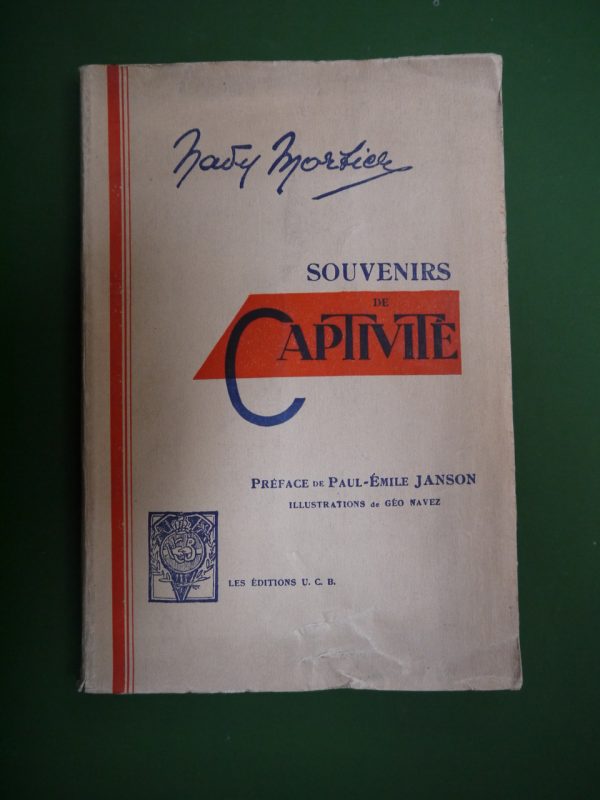 Nady Mortier
SOUVENIRS
DE
CAPTIVITÉ
PRÉFACE DE PAUL-ÉMILE JANSON
ILLUSTRATIONS de GÉO NAVEZ
LES ÉDITIONS U. C. B.